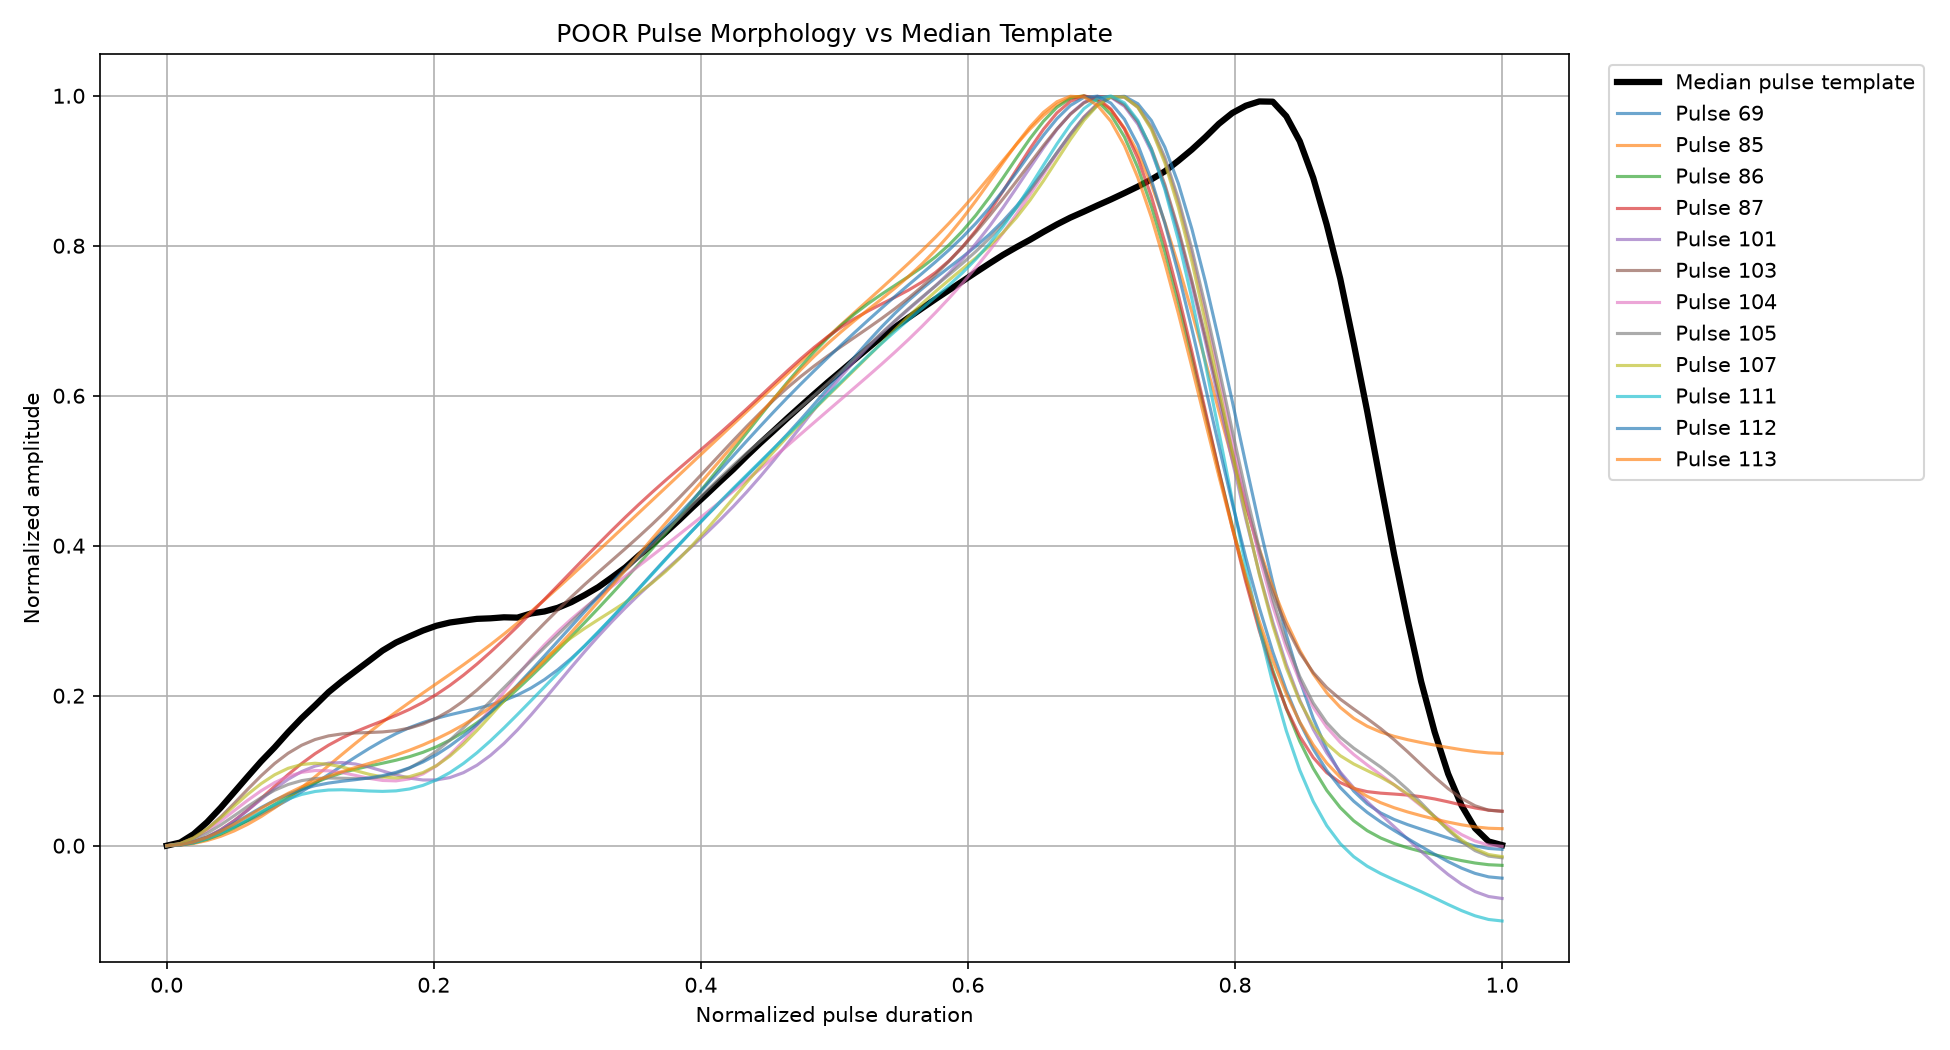 POOR Pulse Morphology vs Median Template
Normalized amplitude
1.0
0.8
0.6
0.4
0.2
0.0
0.0
0.2
0.4
0.6
0.8
1.0
Normalized pulse duration
Median pulse template
Pulse 69
Pulse 85
Pulse 86
Pulse 87
Pulse 101
Pulse 103
Pulse 104
Pulse 105
Pulse 107
Pulse 111
Pulse 112
Pulse 113